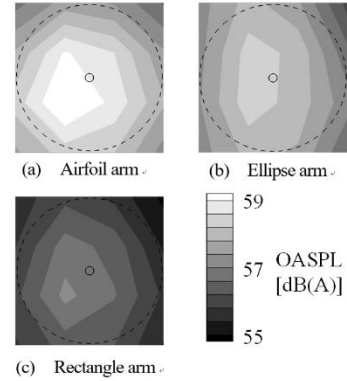 (a) Airfoil arm
(b) Ellipse arm
59
57
55
OASPL
[dB(A)]
(c) Rectangle arm